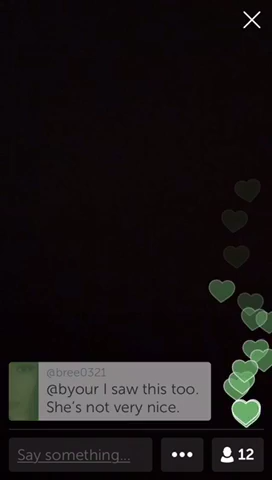 @bree0321
@byour I saw this too.
She's not very nice.
Say something...
12